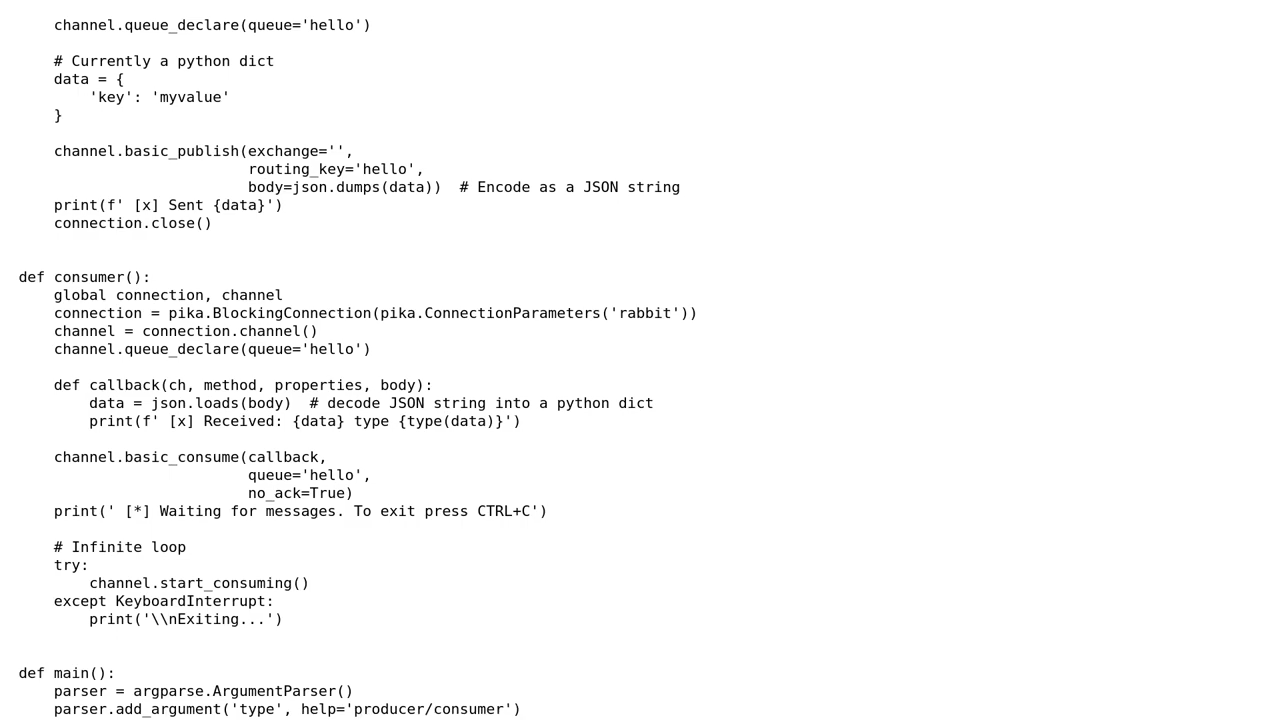 channel.queue_declare(queue='hello')

    # Currently a python dict
    data = {
        'key': 'myvalue'
    }

    channel.basic_publish(exchange='',
                          routing_key='hello',
                          body=json.dumps(data))  # Encode as a JSON string
    print(f' [x] Sent {data}')
    connection.close()


def consumer():
    global connection, channel
    connection = pika.BlockingConnection(pika.ConnectionParameters('rabbit'))
    channel = connection.channel()
    channel.queue_declare(queue='hello')

    def callback(ch, method, properties, body):
        data = json.loads(body)  # decode JSON string into a python dict
        print(f' [x] Received: {data} type {type(data)}')

    channel.basic_consume(callback,
                          queue='hello',
                          no_ack=True)
    print(' [*] Waiting for messages. To exit press CTRL+C')

    # Infinite loop
    try:
        channel.start_consuming()
    except KeyboardInterrupt:
        print('\\nExiting...')


def main():
    parser = argparse.ArgumentParser()
    parser.add_argument('type', help='producer/consumer')